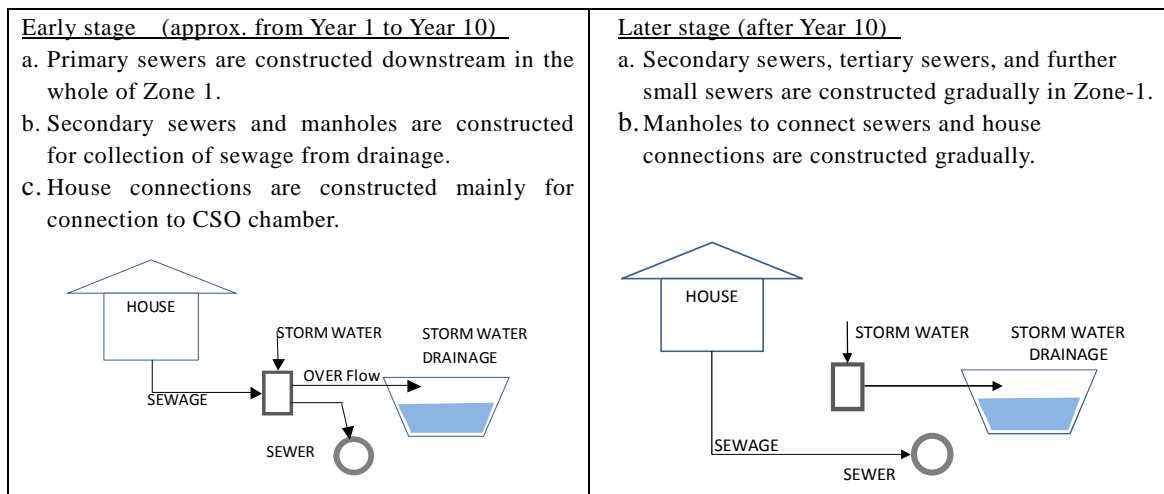 Early stage (approx. from Year 1 to Year 10)
a. Primary sewers are constructed downstream in the
whole of Zone 1.
b. Secondary sewers and manholes are constructed
for collection of sewage from drainage.
c. House connections are constructed mainly for
connection to CSO chamber.
HOUSE
STORM WATER
STORM WATER
DRAINAGE
OVER Flow
SEWAGE
SEWER
Later stage (after Year 10)
a. Secondary sewers, tertiary sewers, and further
small sewers are constructed gradually in Zone-1.
b. Manholes to connect sewers and house
connections are constructed gradually.
HOUSE
STORM WATER
STORM WATER
DRAINAGE
SEWAGE
SEWER